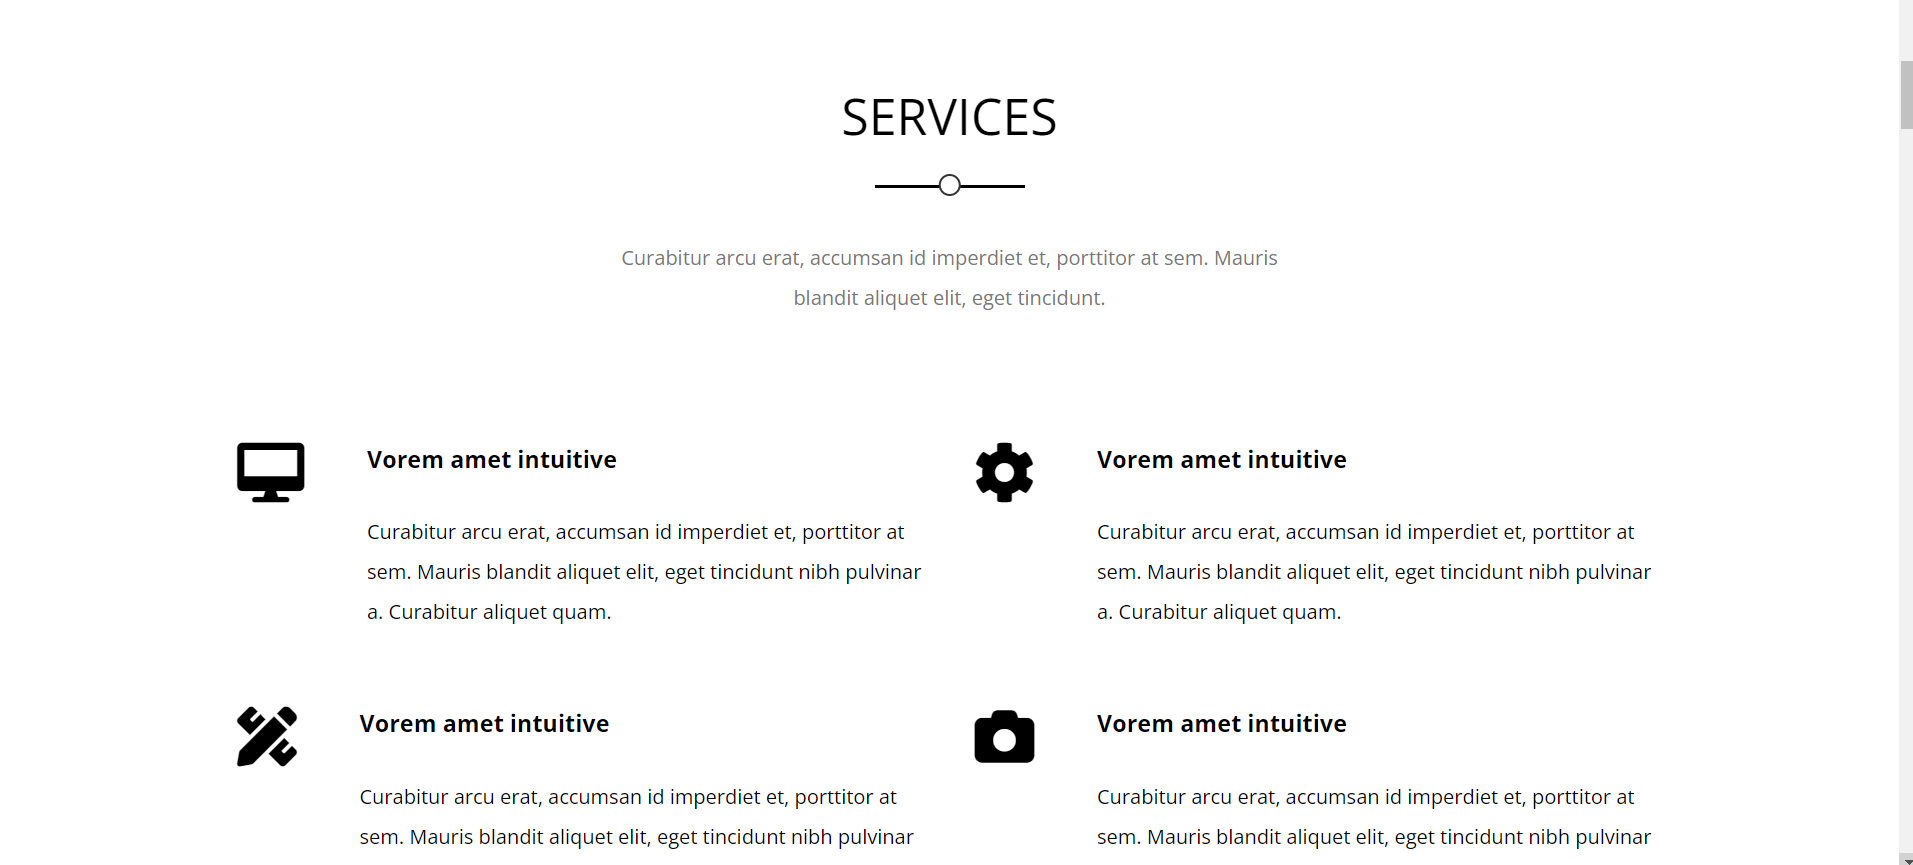 SERVICES
Curabitur arcu erat, accumsan id imperdiet et, porttitor at sem. Mauris
blandit aliquet elit, eget tincidunt.
Vorem amet intuitive
Curabitur arcu erat, accumsan id imperdiet et, porttitor at
sem. Mauris blandit aliquet elit, eget tincidunt nibh pulvinar
a. Curabitur aliquet quam.
Vorem amet intuitive
Curabitur arcu erat, accumsan id imperdiet et, porttitor at
sem. Mauris blandit aliquet elit, eget tincidunt nibh pulvinar
a. Curabitur aliquet quam.
Vorem amet intuitive
Curabitur arcu erat, accumsan id imperdiet et, porttitor at
sem. Mauris blandit aliquet elit, eget tincidunt nibh pulvinar
Vorem amet intuitive
Curabitur arcu erat, accumsan id imperdiet et, porttitor at
sem. Mauris blandit aliquet elit, eget tincidunt nibh pulvinar